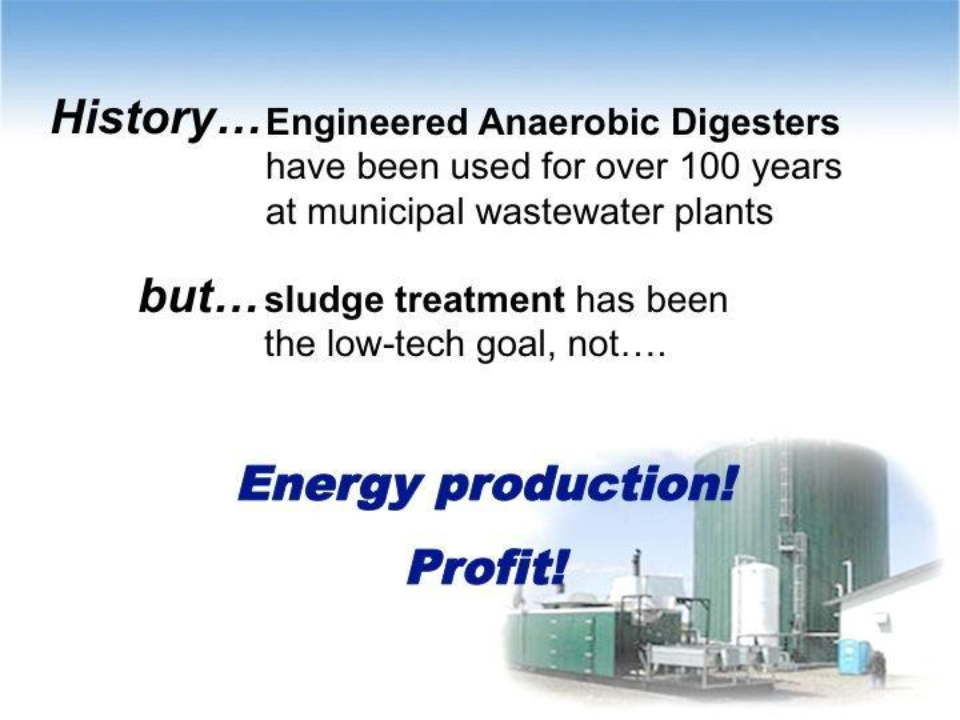 History… Engineered Anaerobic Digesters
have been used for over 100 years
at municipal wastewater plants
but… sludge treatment has been
the low-tech goal, not….
Energy production!
Profit!